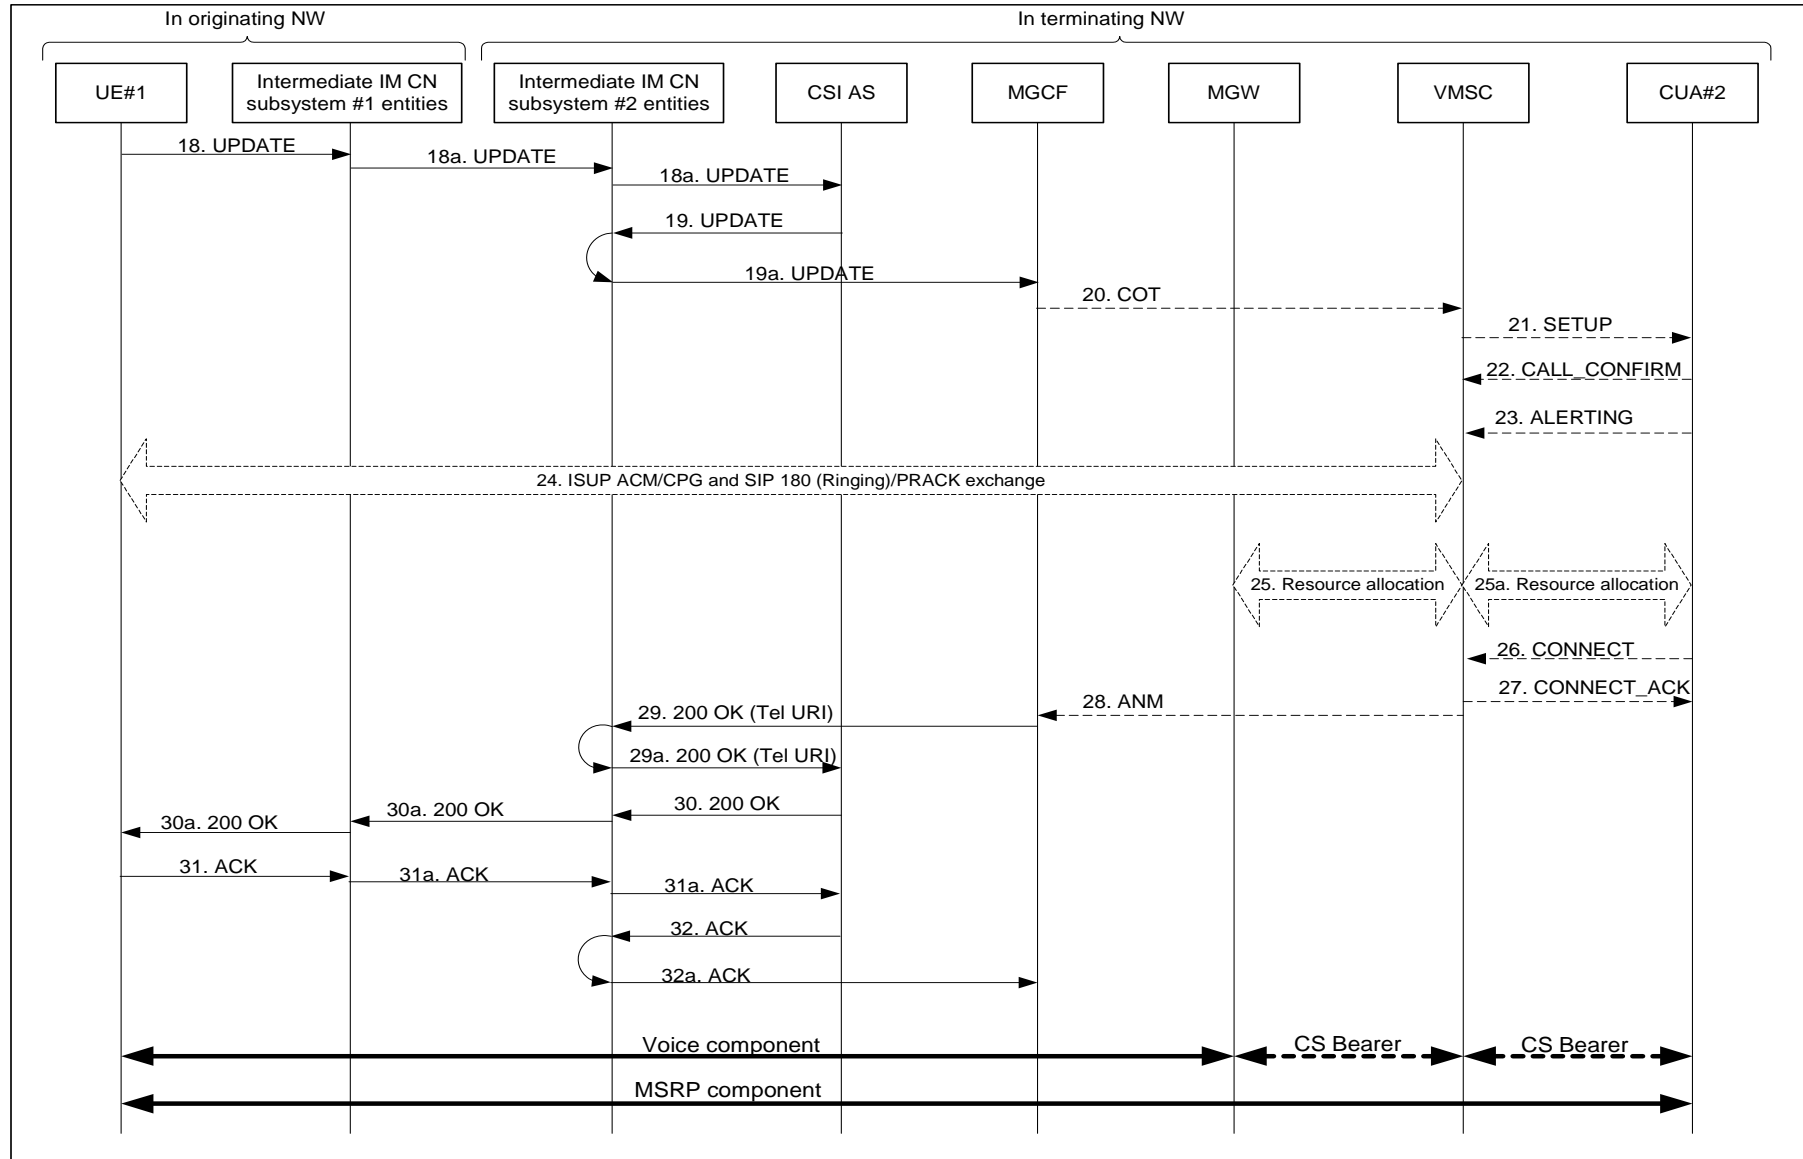 In originating NW
In terminating NW
UE#1
Intermediate IM CN
subsystem #1 entities
Intermediate IM CN
subsystem #2 entities
CSI AS
MGCF
MGW
VMSC
CUA#2
18. UPDATE
18a. UPDATE
18a. UPDATE
19. UPDATE
19a. UPDATE
20. COT
21. SETUP
22. CALL_CONFIRM
23. ALERTING
24. ISUP ACM/CPG and SIP 180 (Ringing)/PRACK exchange
25. Resource allocation
25a. Resource allocation
26. CONNECT
27. CONNECT_ACK
28. ANM
29. 200 OK (Tel URI)
29a. 200 OK (Tel URI)
30. 200 OK
30a. 200 OK
30a. 200 OK
31. ACK
31a. ACK
31a. ACK
32. ACK
32a. ACK
Voice component
CS Bearer
CS Bearer
MSRP component